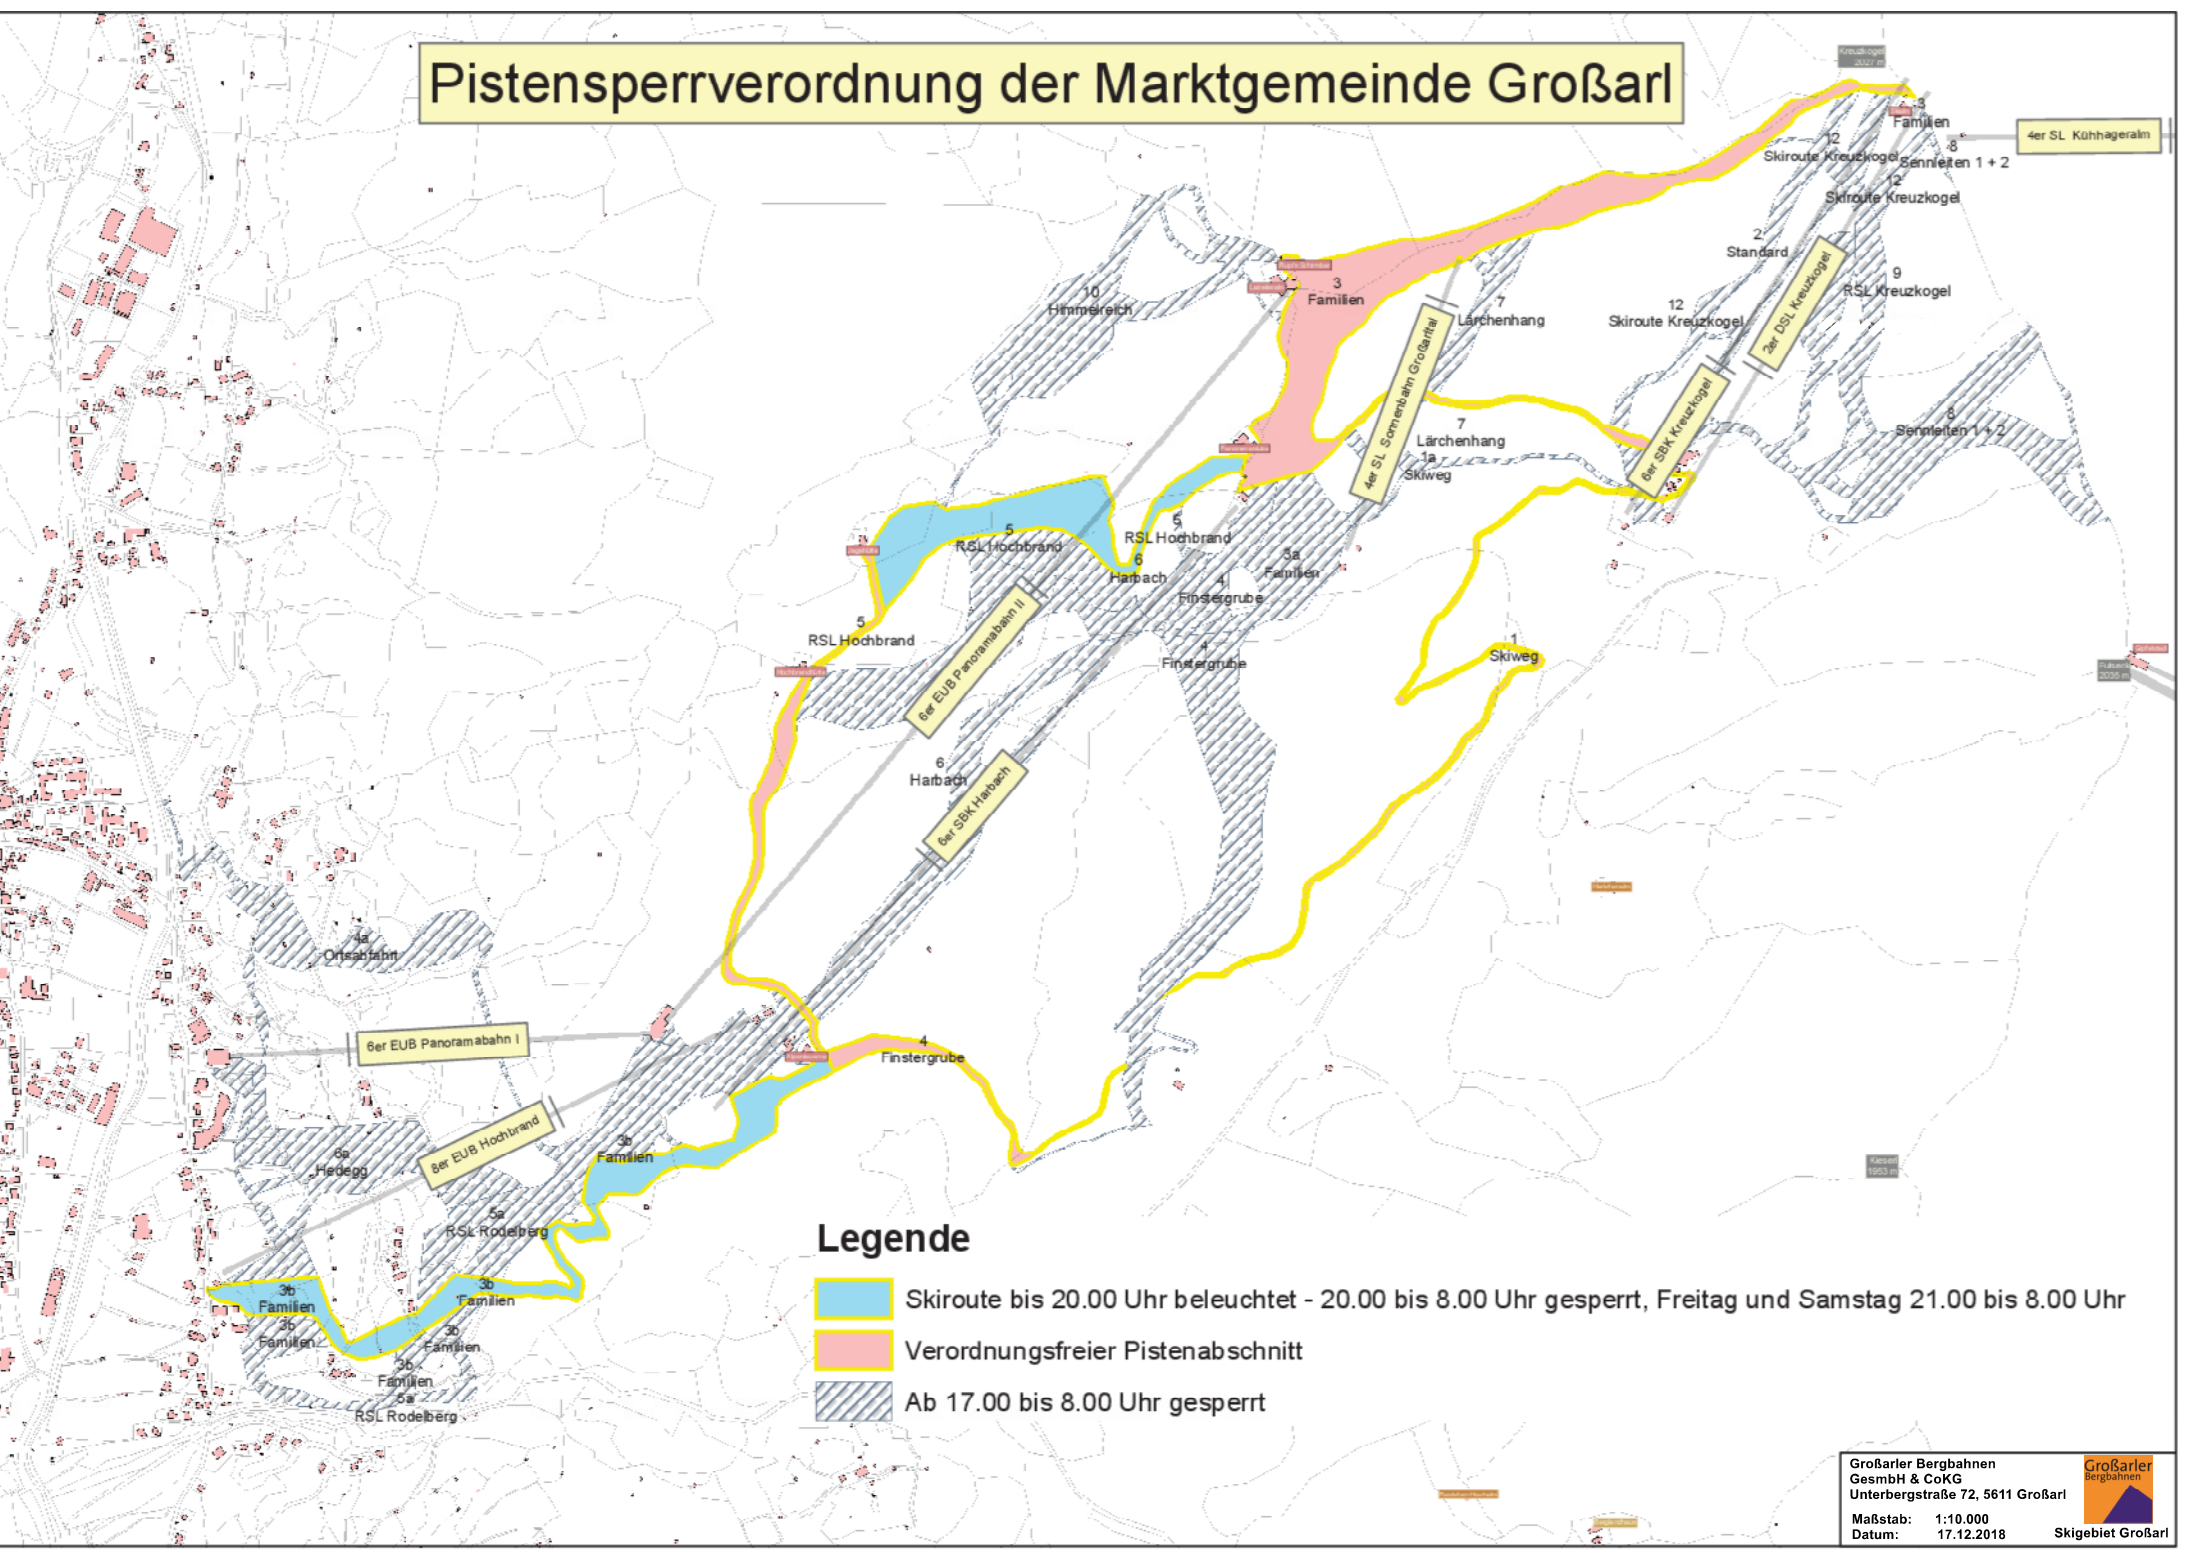 Pistensperrverordnung der Marktgemeinde Großarl
Kreuzkogel
2027 m
3
Familien
4er SL Kühhageralm
12
Skiroute Kreuzkogel
8
Sennleiten 1 + 2
12
Skiroute Kreuzkogel
2
Standard
9
RSL Kreuzkogel
2er DSL Kreuzkogel
12
Skiroute Kreuzkogel
3
Familien
10
Himmelreich
7
Lärchenhang
4er SL Sonnenbahn Großarltal
6er SBK Kreuzkogel
8
Sennleiten 1 + 2
7
Lärchenhang
1a
Skiweg
5
RSL Hochbrand
5
RSL Hochbrand
6
Harbach
3a
Familien
4
Finstergrube
5
RSL Hochbrand
4
Finstergrube
1
Skiweg
6er EUB Panoramabahn II
6
Harbach
6er SBK Harbach
4a
Ortsabfahrt
6er EUB Panoramabahn I
4
Finstergrube
8er EUB Hochbrand
3b
Familien
6a
Hedegg
5a
RSL Rodelberg
Kieserl
1953 m
3b
Familien
3b
Familien
3b
Familien
3b
Familien
3b
Familien
5a
RSL Rodelberg
Legende
Skiroute bis 20.00 Uhr beleuchtet - 20.00 bis 8.00 Uhr gesperrt, Freitag und Samstag 21.00 bis 8.00 Uhr
Verordnungsfreier Pistenabschnitt
Ab 17.00 bis 8.00 Uhr gesperrt
Großarler Bergbahnen
GesmbH & CoKG
Unterbergstraße 72, 5611 Großarl
Maßstab: 1:10.000
Datum: 17.12.2018
Großarler
Bergbahnen
Skigebiet Großarl